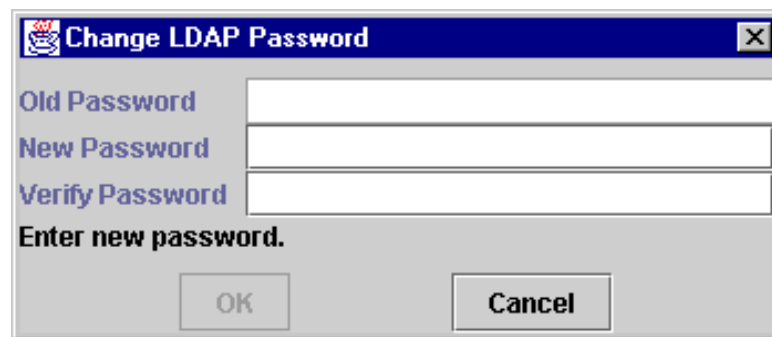 Change LDAP Password
Old Password
New Password
Verify Password
Enter new password.
OK Cancel